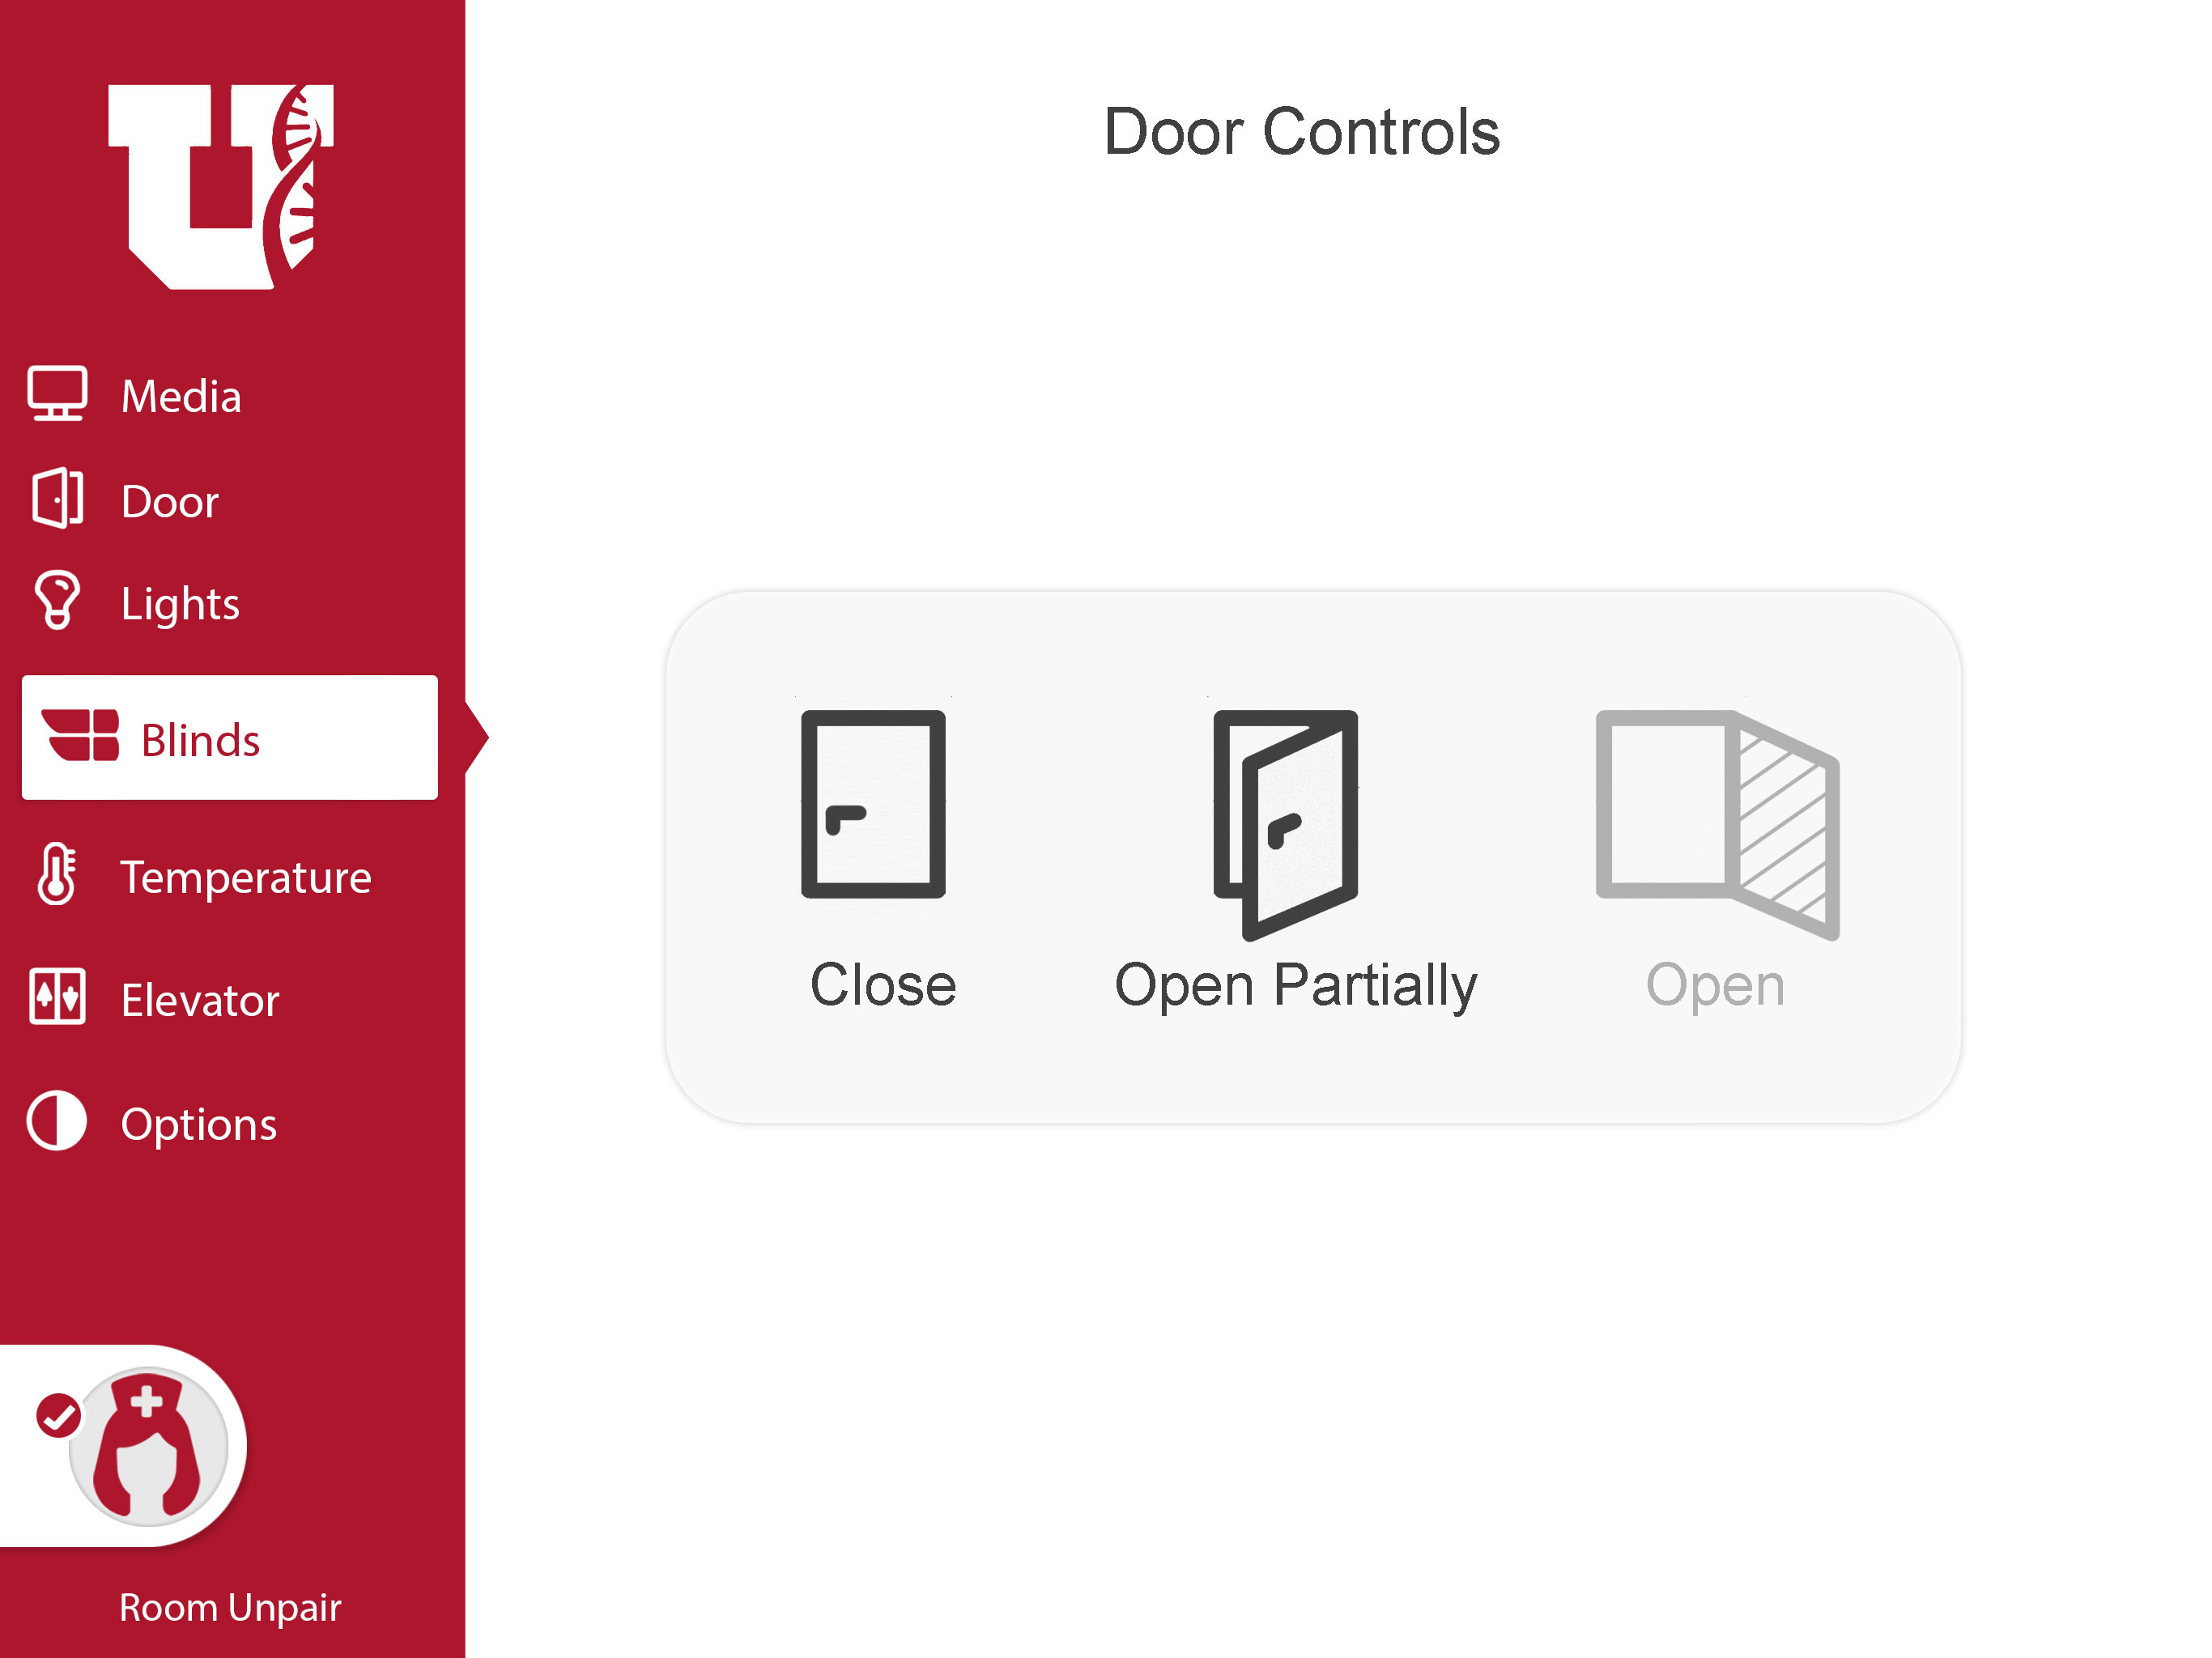 Door Controls
Media
Door
Lights
Blinds
Temperature
Elevator
Options
Close
Open Partially
Open
Room Unpair